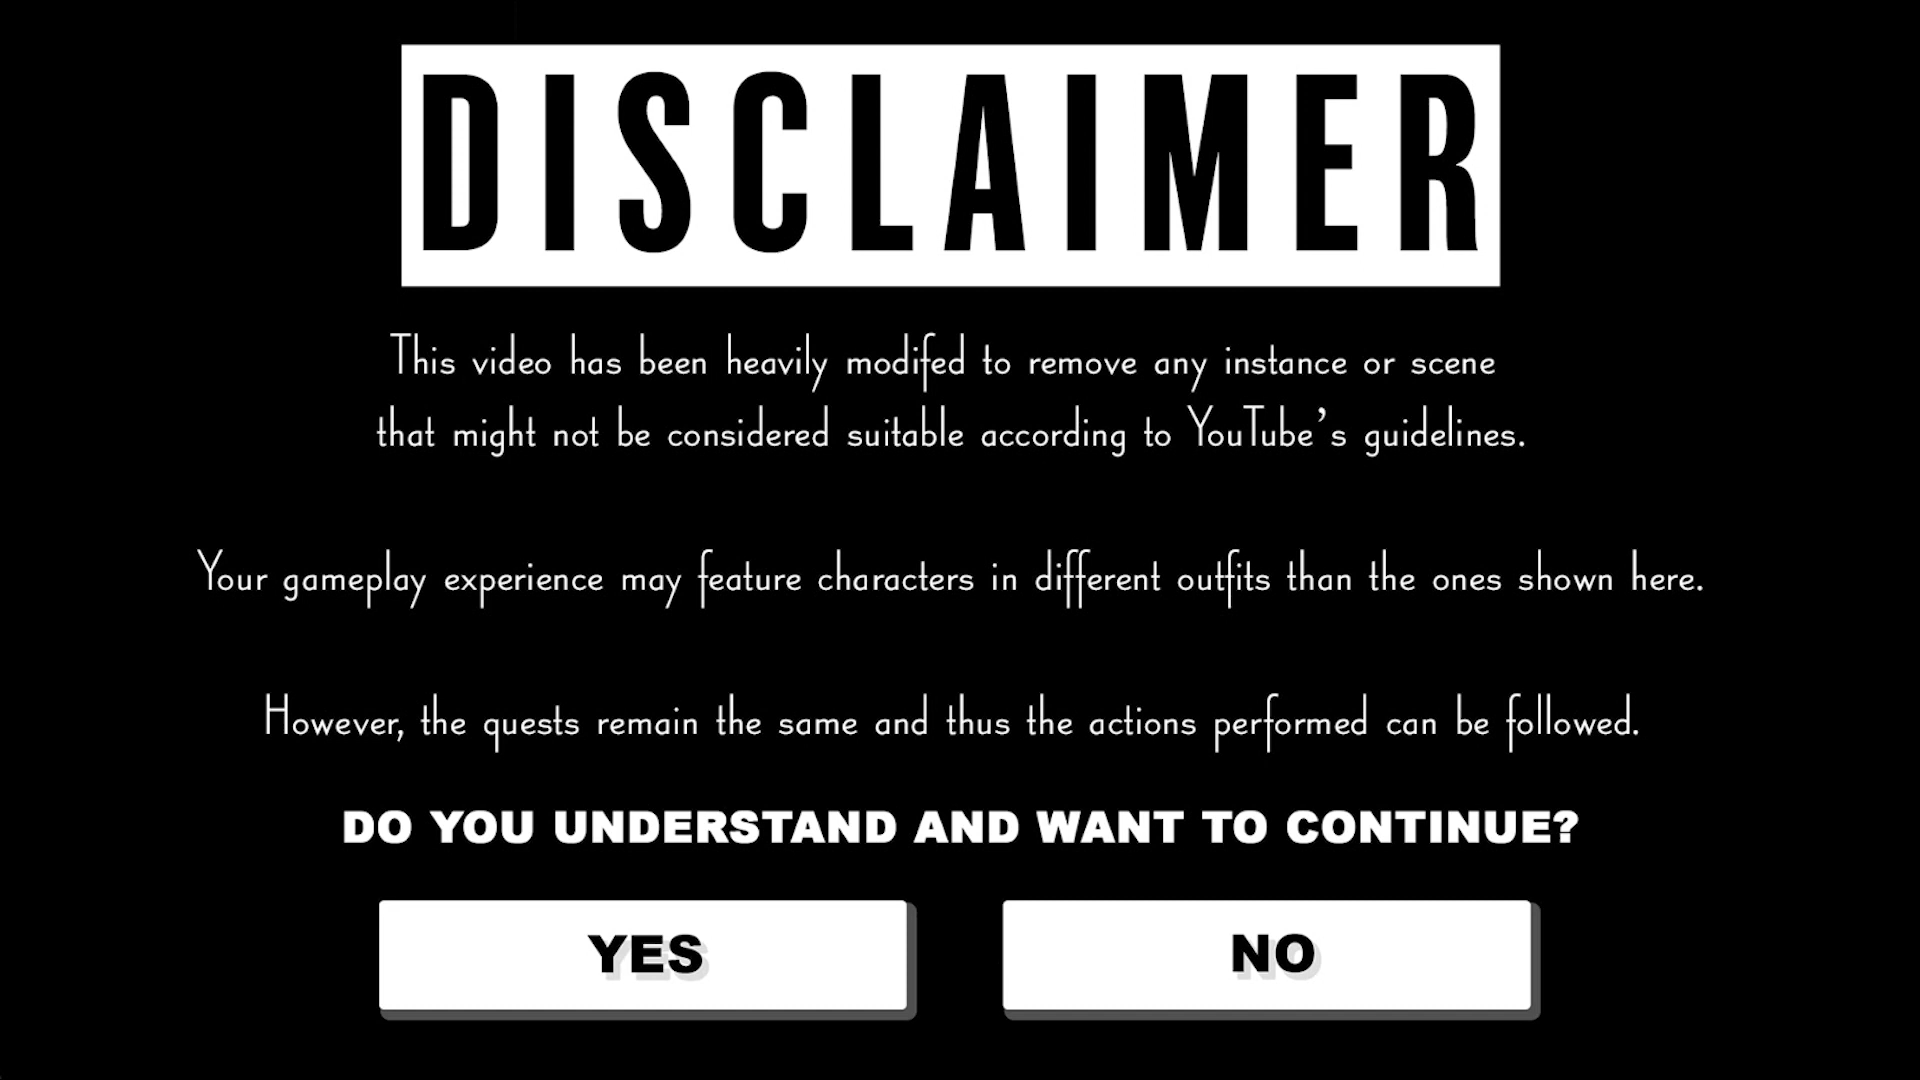 DISCLAIMER
This video has been heavily modifed to remove any instance or scene
that might not be considered suitable according to YouTube's guidelines.
Your gameplay experience may feature characters in different outfits than the ones shown here.
However, the quests remain the same and thus the actions performed can be followed.
DO YOU UNDERSTAND AND WANT TO CONTINUE?
YES
NO